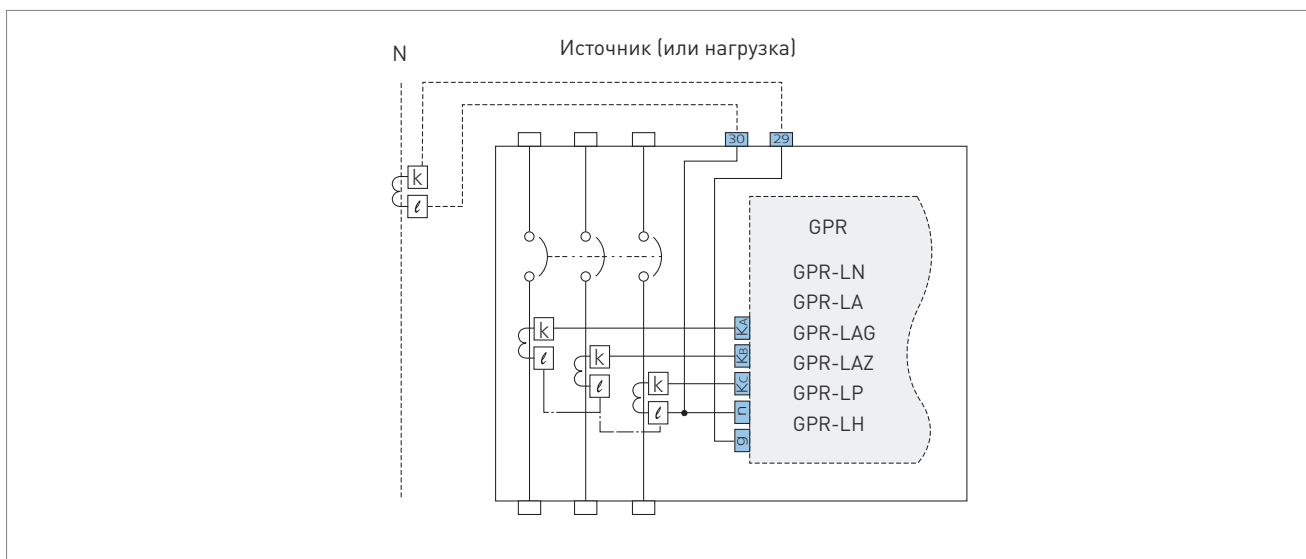 N
Источник (или нагрузка)
30
29
k
ℓ
GPR
GPR-LN
GPR-LA
GPR-LAG
GPR-LAZ
GPR-LP
GPR-LH
k
ℓ
k
ℓ
k
ℓ
KA
KB
KC
n
g